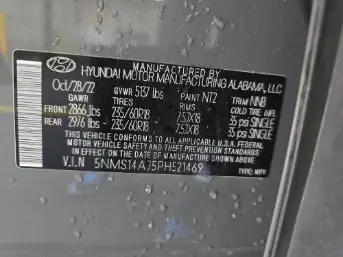 MANUFACTURED BY
HYUNDAI MOTOR MANUFACTURING ALABAMA, LLC
Oct/28/22 GVWR 5137 lbs PAINT NT2 TRIM NNB
GAWR TIRES RIMS COLD TIRE INF.
FRONT 2866 lbs - 235/60R18 - 7.5JX18 - 35 psi SINGLE
REAR 2976 lbs - 235/60R18 - 7.5JX18 - 35 psi SINGLE
THIS VEHICLE CONFORMS TO ALL APPLICABLE U.S. FEDERAL
MOTOR VEHICLE SAFETY AND THEFT PREVENTION STANDARDS
IN EFFECT ON THE DATE OF MANUFACTURE SHOWN ABOVE.
V.I.N 5NMS14A75PH521469 TYPE : MPV